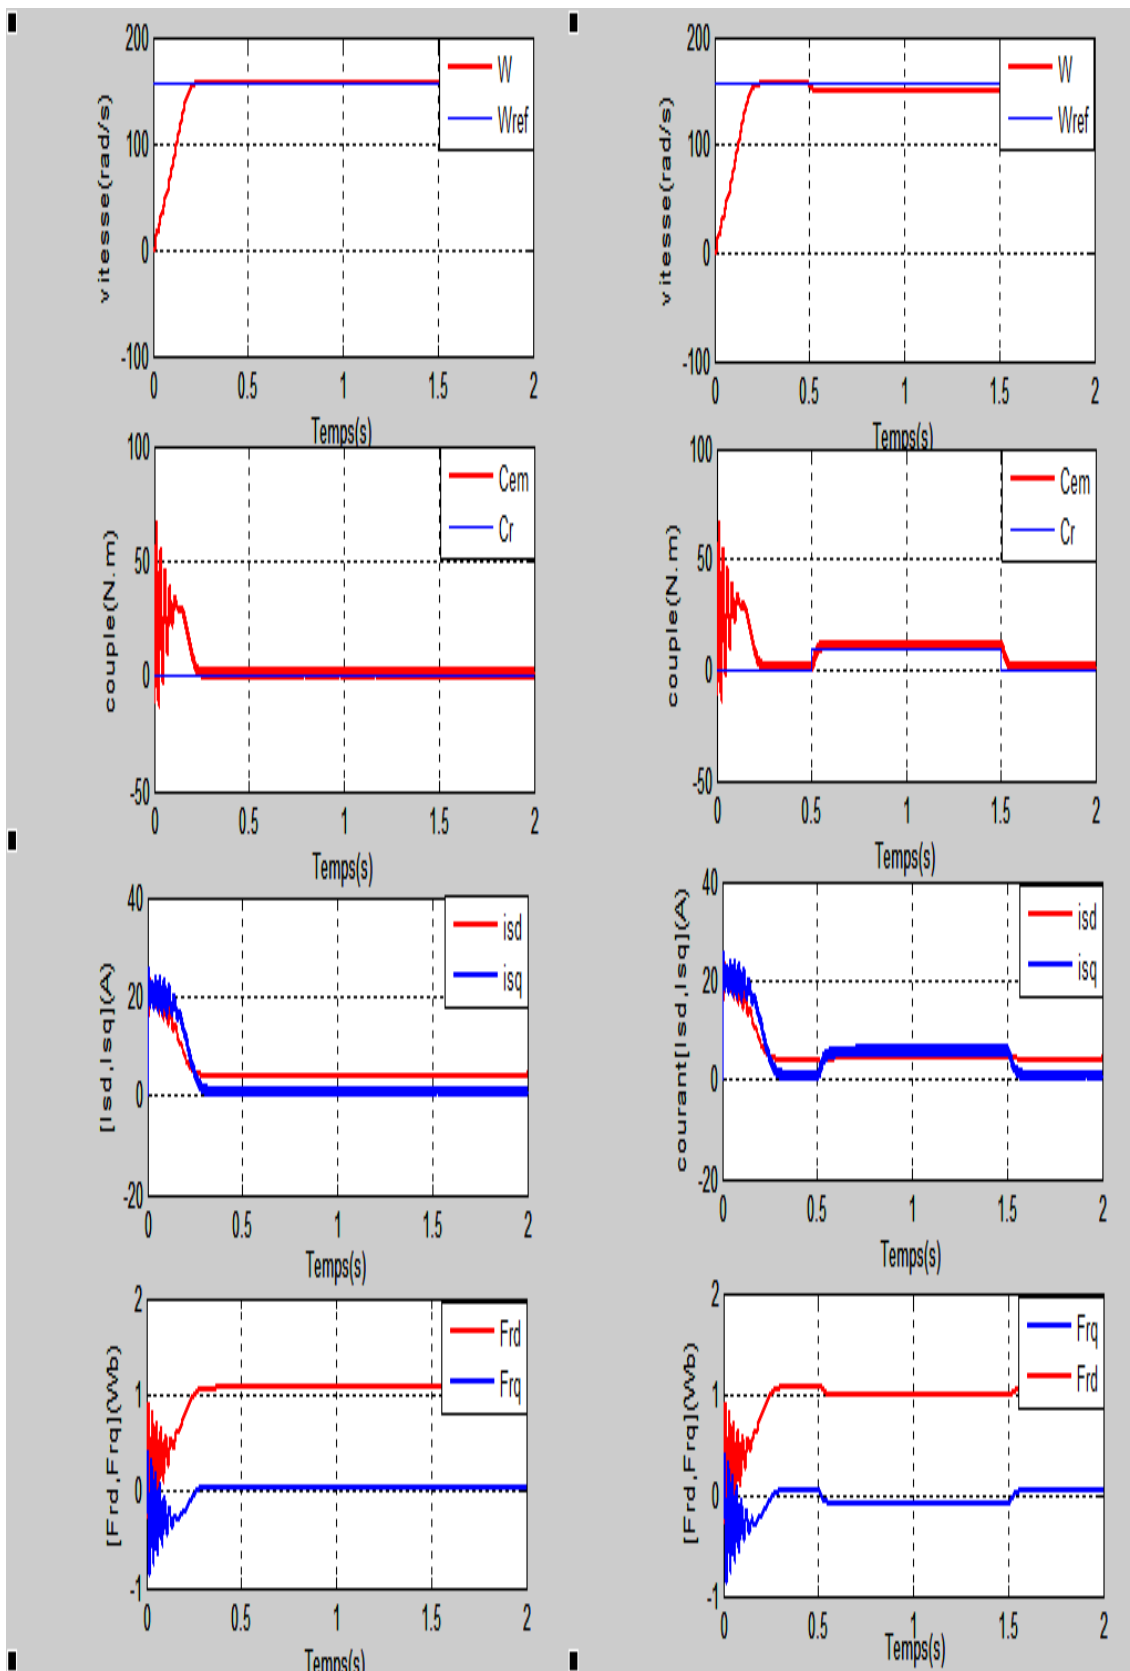 200
100
0
-100
vitesse(rad/s)
W
Wref
0 0.5 1 1.5 2
Temps(s)
200
100
0
-100
vitesse(rad/s)
W
Wref
0 0.5 1 1.5 2
Temps(s)
100
50
0
-50
couple(N.m)
Cem
Cr
0 0.5 1 1.5 2
Temps(s)
100
50
0
-50
couple(N.m)
Cem
Cr
0 0.5 1 1.5 2
Temps(s)
40
20
0
-20
[Isd,Isq](A)
isd
isq
0 0.5 1 1.5 2
Temps(s)
40
20
0
-20
courant[Isd,Isq](A)
isd
isq
0 0.5 1 1.5 2
Temps(s)
2
1
0
-1
[Frd,Frq](Wb)
Frd
Frq
0 0.5 1 1.5 2
Temps(s)
2
1
0
-1
[Frd,Frq](Wb)
Frq
Frd
0 0.5 1 1.5 2
Temps(s)